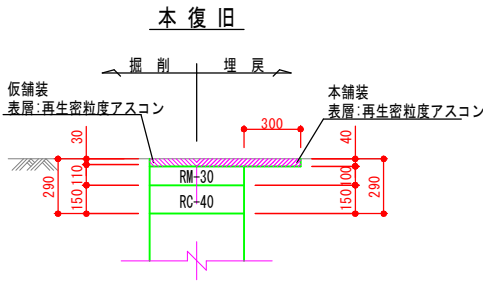 本復旧
掘削 埋戻
仮舗装
表層:再生密粒度アスコン
本舗装
表層:再生密粒度アスコン
300
30
40
RM-30
110
100
290
290
RC-40
150
150